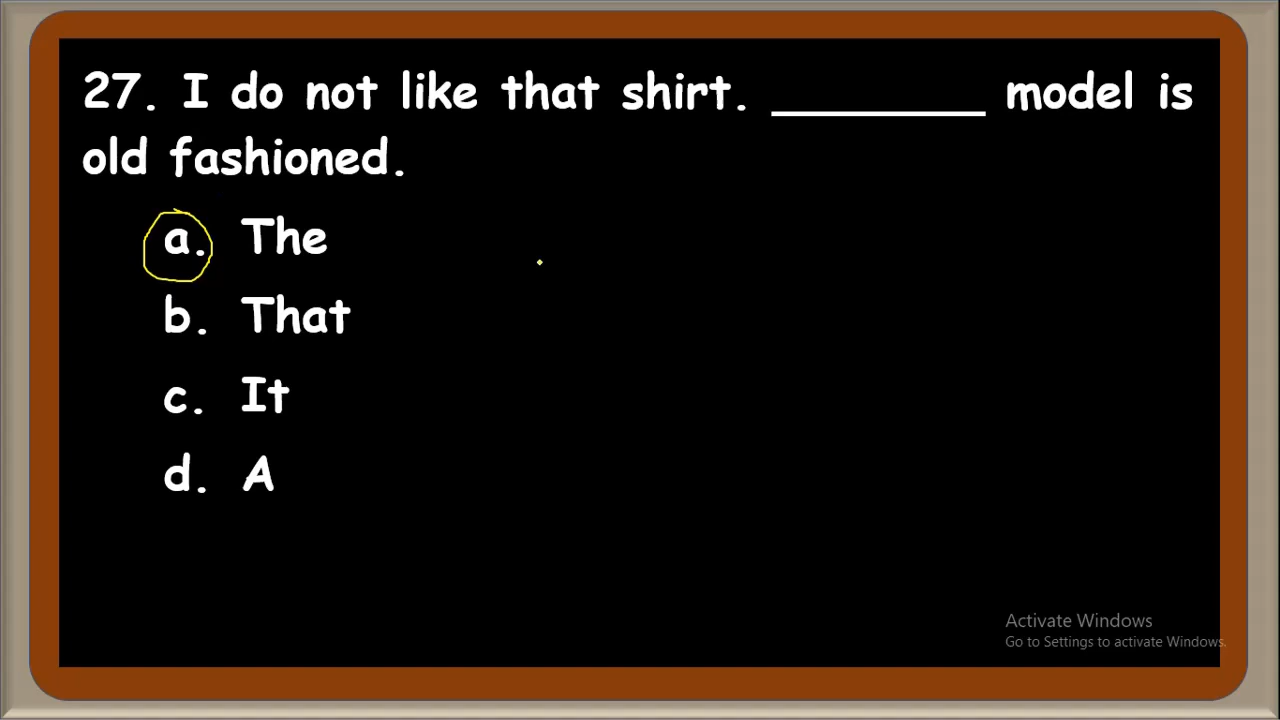 27. I do not like that shirt. ________ model is
old fashioned.
a. The
b. That
c. It
d. A
Activate Windows
Go to Settings to activate Windows.